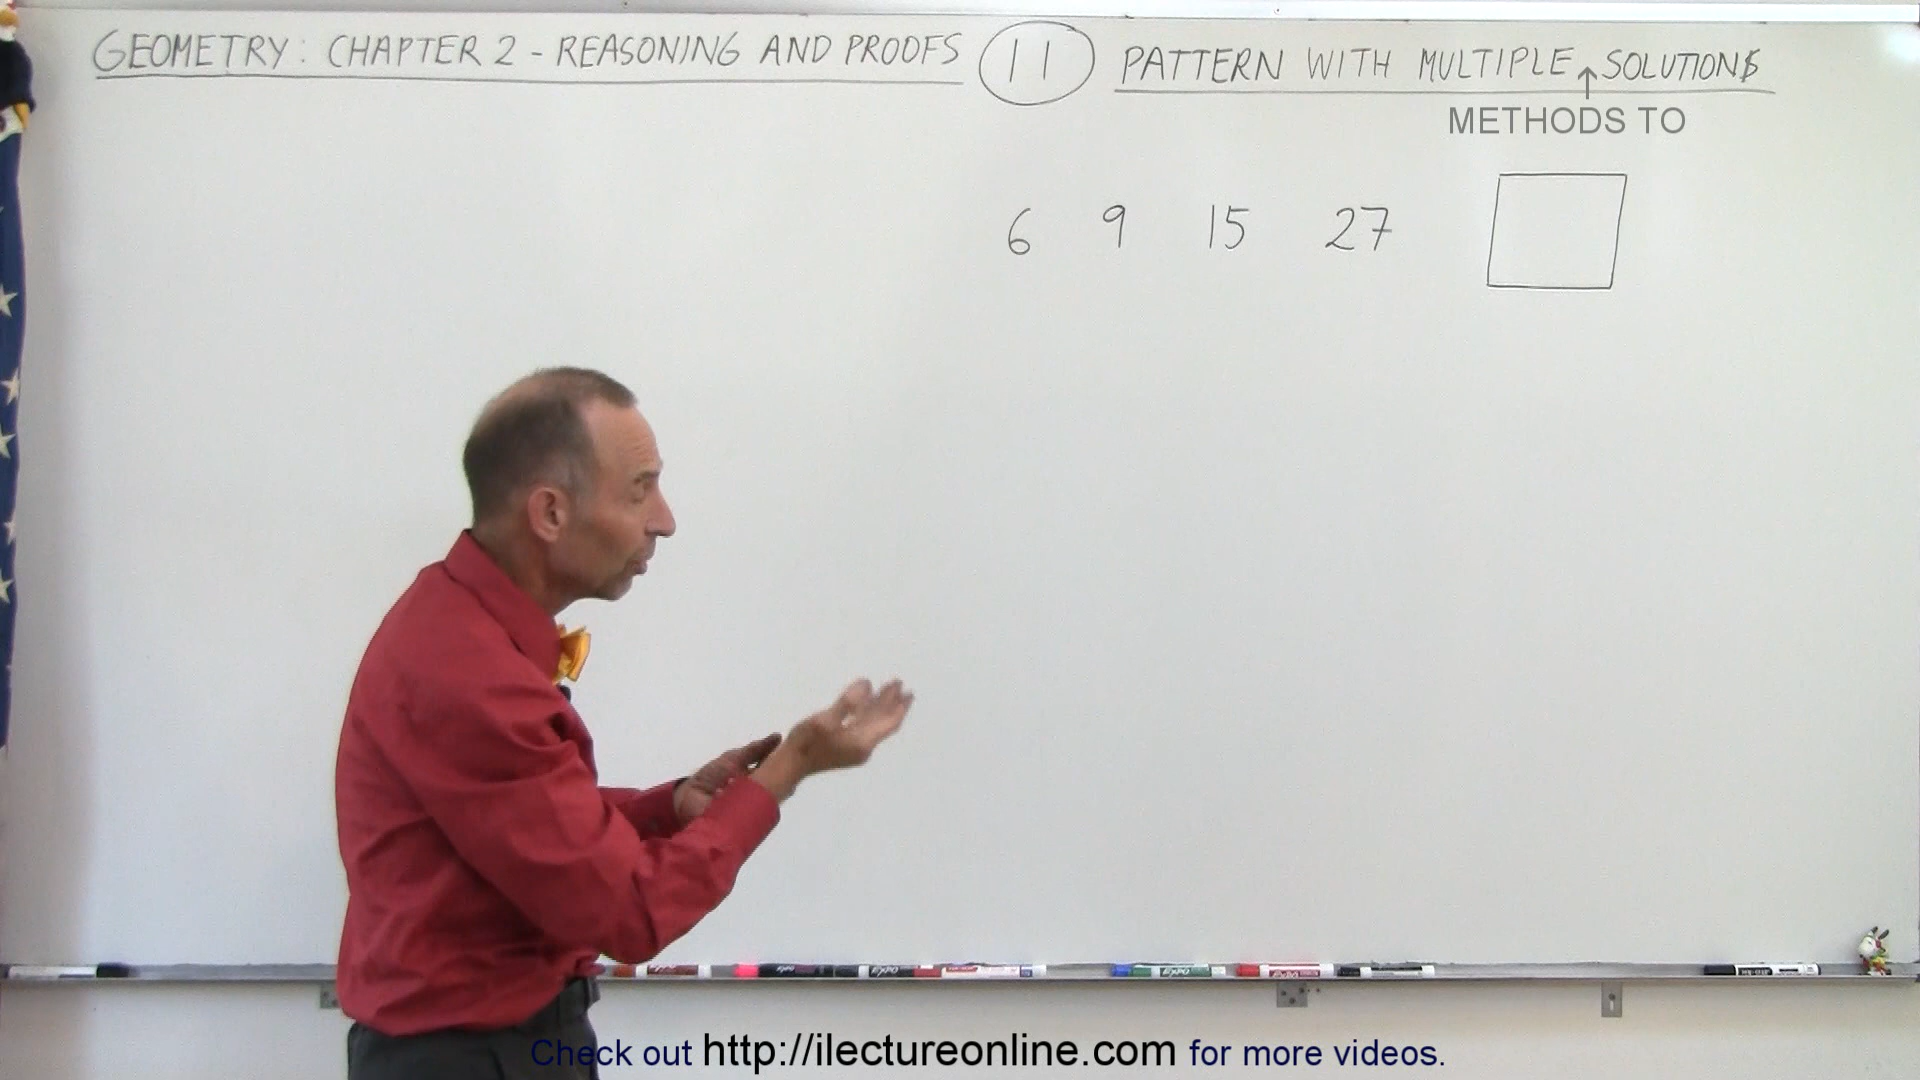 GEOMETRY: CHAPTER 2 - REASONING AND PROOFS 11 PATTERN WITH MULTIPLE ↑ SOLUTIONS
METHODS TO
6 9 15 27
Check out http://ilectureonline.com for more videos.